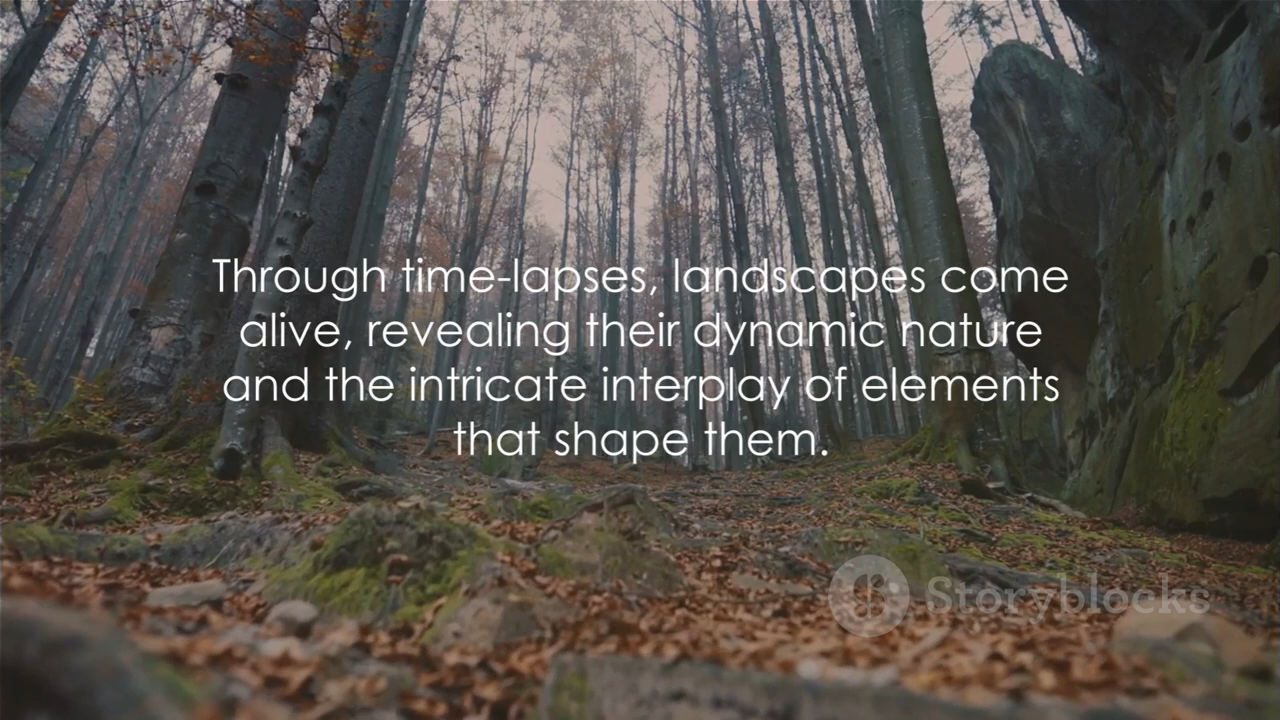 Through time-lapses, landscapes come
alive, revealing their dynamic nature
and the intricate interplay of elements
that shape them.
Storyblocks